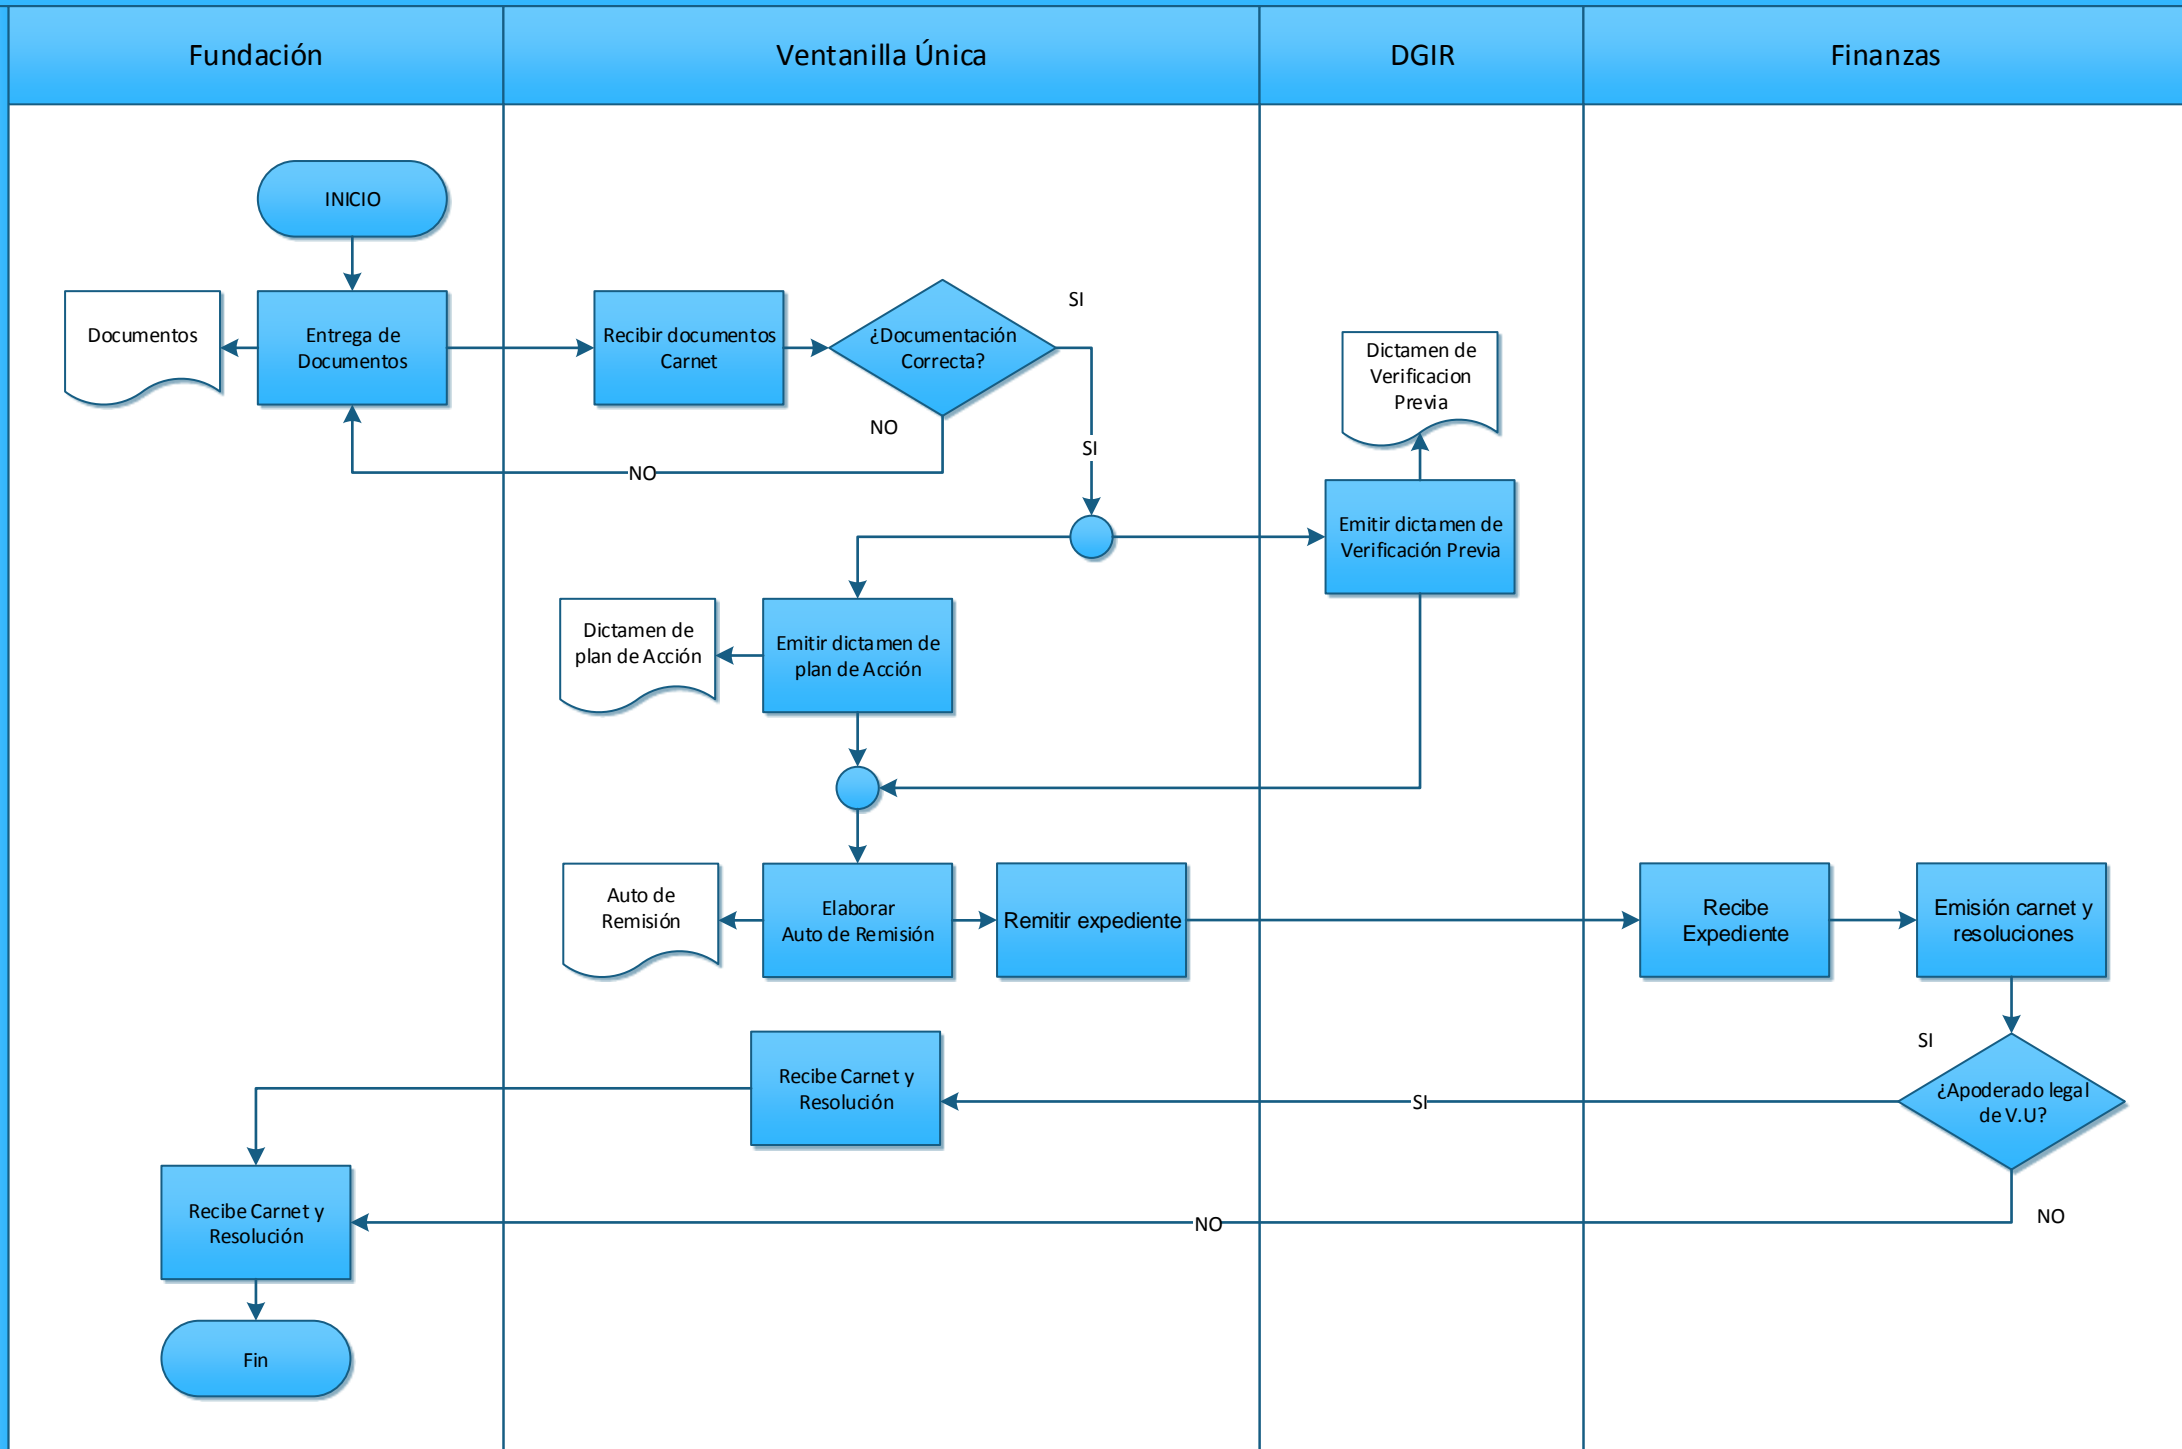 Fundación
Ventanilla Única
DGIR
Finanzas
INICIO
Documentos
Entrega de
Documentos
Recibir documentos
Carnet
¿Documentación
Correcta?
SI
NO
SI
NO
Dictamen de
Verificacion
Previa
Emitir dictamen de
Verificación Previa
Dictamen de
plan de Acción
Emitir dictamen de
plan de Acción
Auto de
Remisión
Elaborar
Auto de Remisión
Remitir expediente
Recibe
Expediente
Emisión carnet y
resoluciones
SI
¿Apoderado legal
de V.U?
SI
Recibe Carnet y
Resolución
NO
NO
Recibe Carnet y
Resolución
Fin